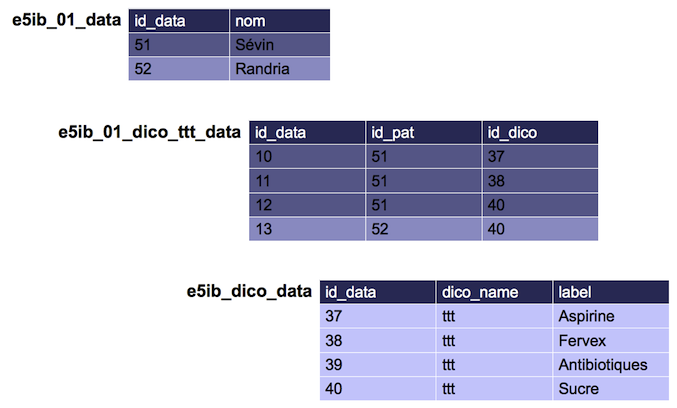 e5ib_01_data id_data nom
51 Sévin
52 Randria
e5ib_01_dico_ttt_data id_data id_pat id_dico
10 51 37
11 51 38
12 51 40
13 52 40
e5ib_dico_data id_data dico_name label
37 ttt Aspirine
38 ttt Fervex
39 ttt Antibiotiques
40 ttt Sucre